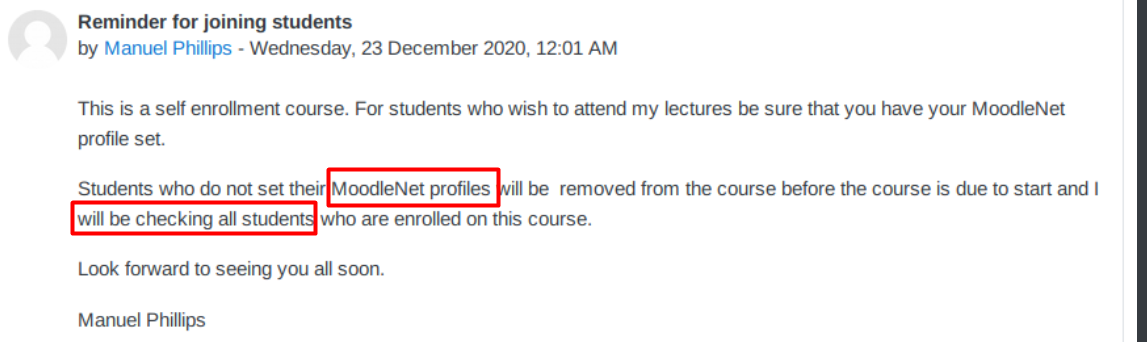 Reminder for joining students
by Manuel Phillips - Wednesday, 23 December 2020, 12:01 AM
This is a self enrollment course. For students who wish to attend my lectures be sure that you have your MoodleNet
profile set.
Students who do not set their MoodleNet profiles will be  removed from the course before the course is due to start and I
will be checking all students who are enrolled on this course.
Look forward to seeing you all soon.
Manuel Phillips